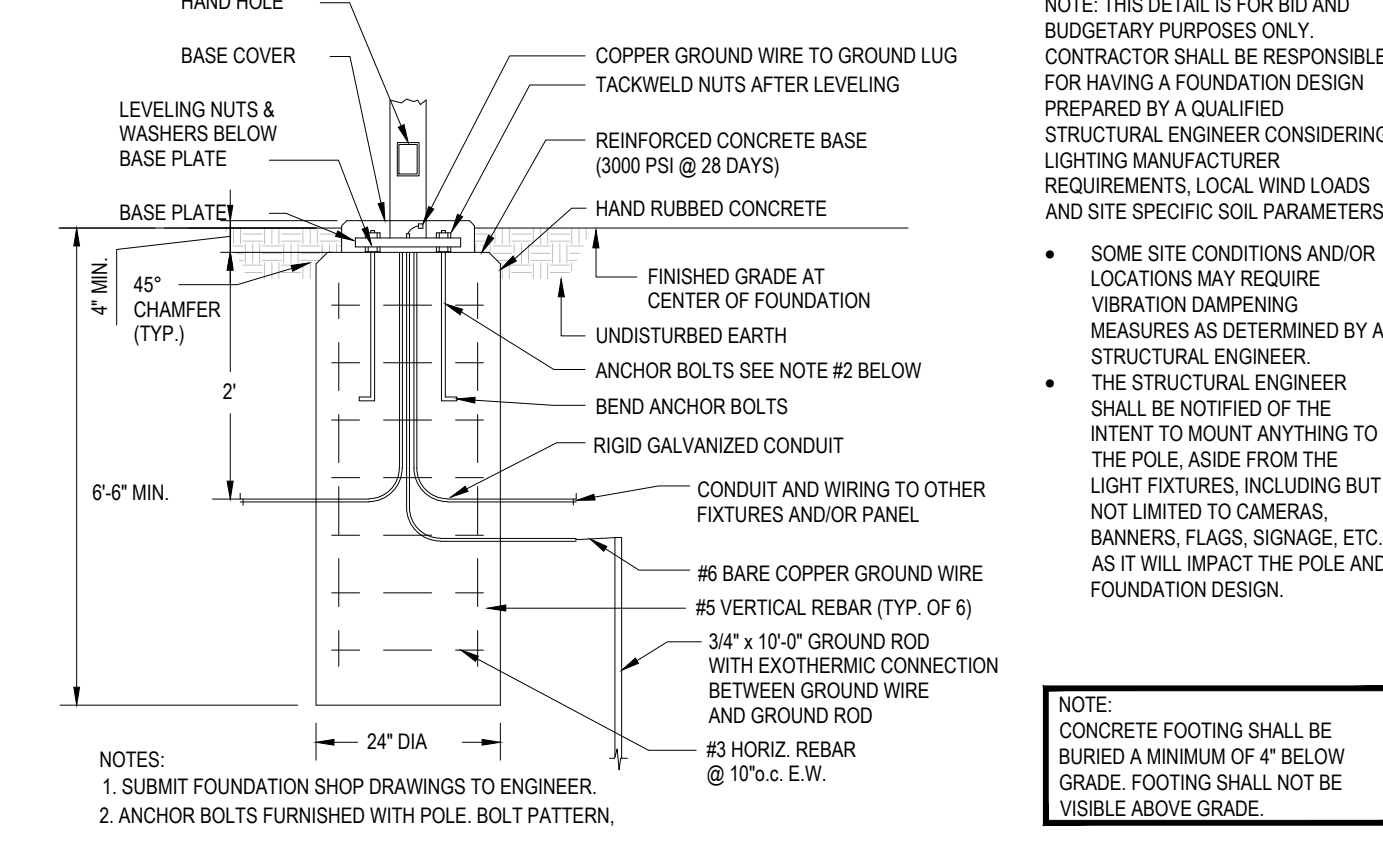 HAND HOLE
BASE COVER
LEVELING NUTS &
WASHERS BELOW
BASE PLATE
BASE PLATE
4" MIN.
45°
CHAMFER
(TYP.)
2'
6'-6" MIN.
24" DIA
COPPER GROUND WIRE TO GROUND LUG
TACKWELD NUTS AFTER LEVELING
REINFORCED CONCRETE BASE
(3000 PSI @ 28 DAYS)
HAND RUBBED CONCRETE
FINISHED GRADE AT
CENTER OF FOUNDATION
UNDISTURBED EARTH
ANCHOR BOLTS SEE NOTE #2 BELOW
BEND ANCHOR BOLTS
RIGID GALVANIZED CONDUIT
CONDUIT AND WIRING TO OTHER
FIXTURES AND/OR PANEL
#6 BARE COPPER GROUND WIRE
#5 VERTICAL REBAR (TYP. OF 6)
3/4" x 10'-0" GROUND ROD
WITH EXOTHERMIC CONNECTION
BETWEEN GROUND WIRE
AND GROUND ROD
#3 HORIZ. REBAR
@ 10"o.c. E.W.
NOTES:
1. SUBMIT FOUNDATION SHOP DRAWINGS TO ENGINEER.
2. ANCHOR BOLTS FURNISHED WITH POLE. BOLT PATTERN,
NOTE: THIS DETAIL IS FOR BID AND
BUDGETARY PURPOSES ONLY.
CONTRACTOR SHALL BE RESPONSIBLE
FOR HAVING A FOUNDATION DESIGN
PREPARED BY A QUALIFIED
STRUCTURAL ENGINEER CONSIDERING
LIGHTING MANUFACTURER
REQUIREMENTS, LOCAL WIND LOADS
AND SITE SPECIFIC SOIL PARAMETERS
• SOME SITE CONDITIONS AND/OR
LOCATIONS MAY REQUIRE
VIBRATION DAMPENING
MEASURES AS DETERMINED BY A
STRUCTURAL ENGINEER.
• THE STRUCTURAL ENGINEER
SHALL BE NOTIFIED OF THE
INTENT TO MOUNT ANYTHING TO
THE POLE, ASIDE FROM THE
LIGHT FIXTURES, INCLUDING BUT
NOT LIMITED TO CAMERAS,
BANNERS, FLAGS, SIGNAGE, ETC.
AS IT WILL IMPACT THE POLE AND
FOUNDATION DESIGN.
NOTE:
CONCRETE FOOTING SHALL BE
BURIED A MINIMUM OF 4" BELOW
GRADE. FOOTING SHALL NOT BE
VISIBLE ABOVE GRADE.